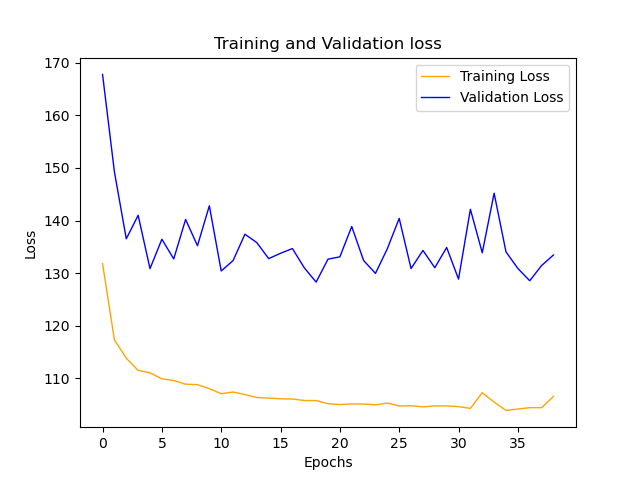 Training and Validation loss
Training Loss
Validation Loss
Loss
170
160
150
140
130
120
110
0 5 10 15 20 25 30 35
Epochs